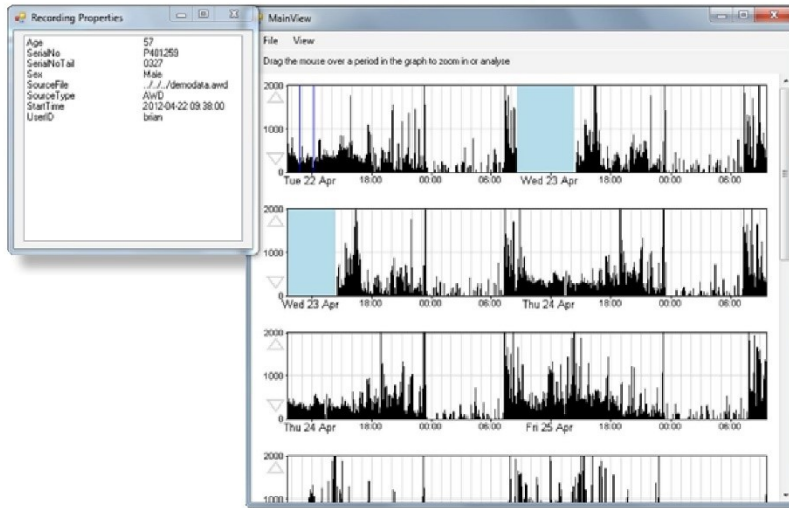 Recording Properties
Age 57
SerialNo P481259
SerialNoTail 0327
Sex Male
SourceFile ../../../demodata.awd
SourceType AWD
StartTime 2012-04-22 09:38:00
UserID brian
MainView
File View
Drag the mouse over a period in the graph to zoom in or analyse
2000
1000
0
Tue 22 Apr 18:00 00:00 06:00 Wed 23 Apr 18:00 00:00 06:00
2000
1000
0
Wed 23 Apr 18:00 00:00 06:00 Thu 24 Apr 18:00 00:00 06:00
2000
1000
0
Thu 24 Apr 18:00 00:00 06:00 Fri 25 Apr 18:00 00:00 06:00
2000
1000